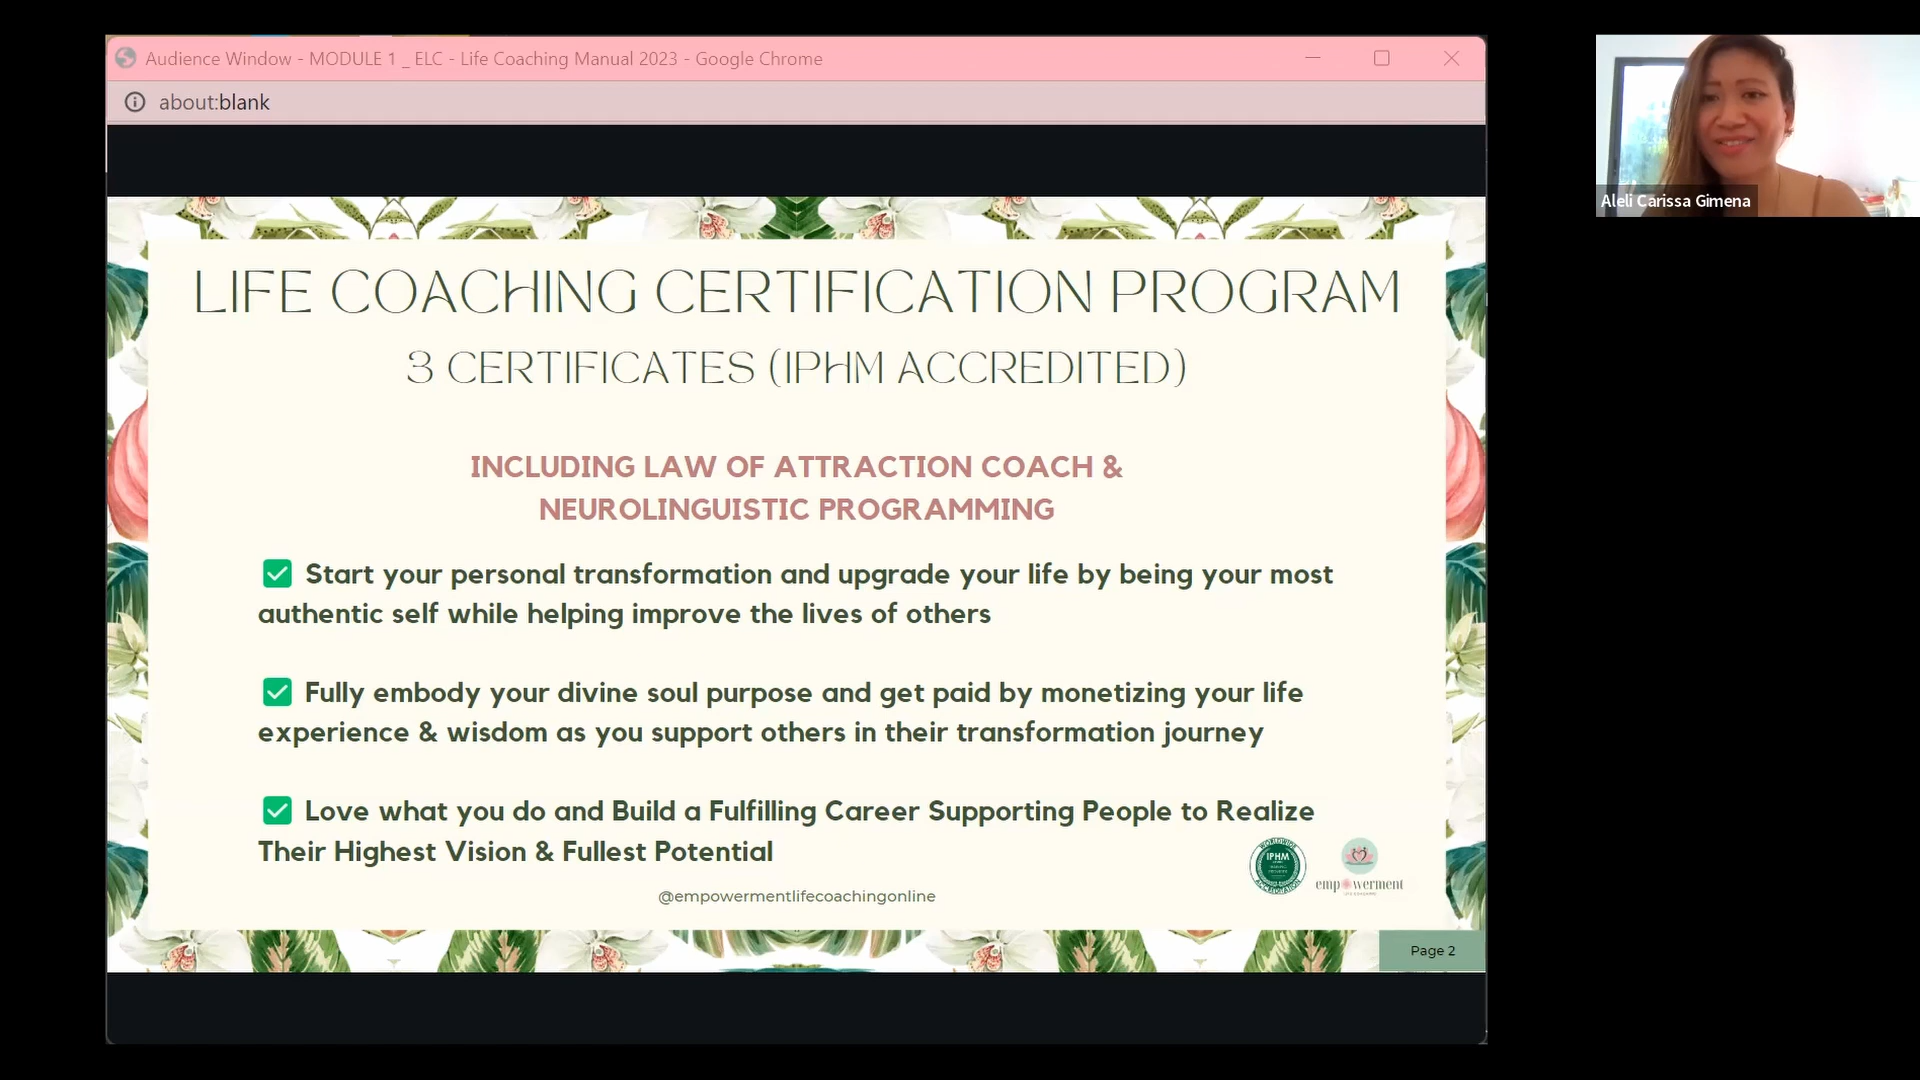 Audience Window - MODULE 1 _ ELC - Life Coaching Manual 2023 - Google Chrome
about:blank
Aleli Carissa Gimena
LIFE COACHING CERTIFICATION PROGRAM
3 CERTIFICATES (IPHM ACCREDITED)
INCLUDING LAW OF ATTRACTION COACH &
NEUROLINGUISTIC PROGRAMMING
✅ Start your personal transformation and upgrade your life by being your most
authentic self while helping improve the lives of others
✅ Fully embody your divine soul purpose and get paid by monetizing your life
experience & wisdom as you support others in their transformation journey
✅ Love what you do and Build a Fulfilling Career Supporting People to Realize
Their Highest Vision & Fullest Potential
IPHM
empowerment
@empowermentlifecoachingonline
Page 2